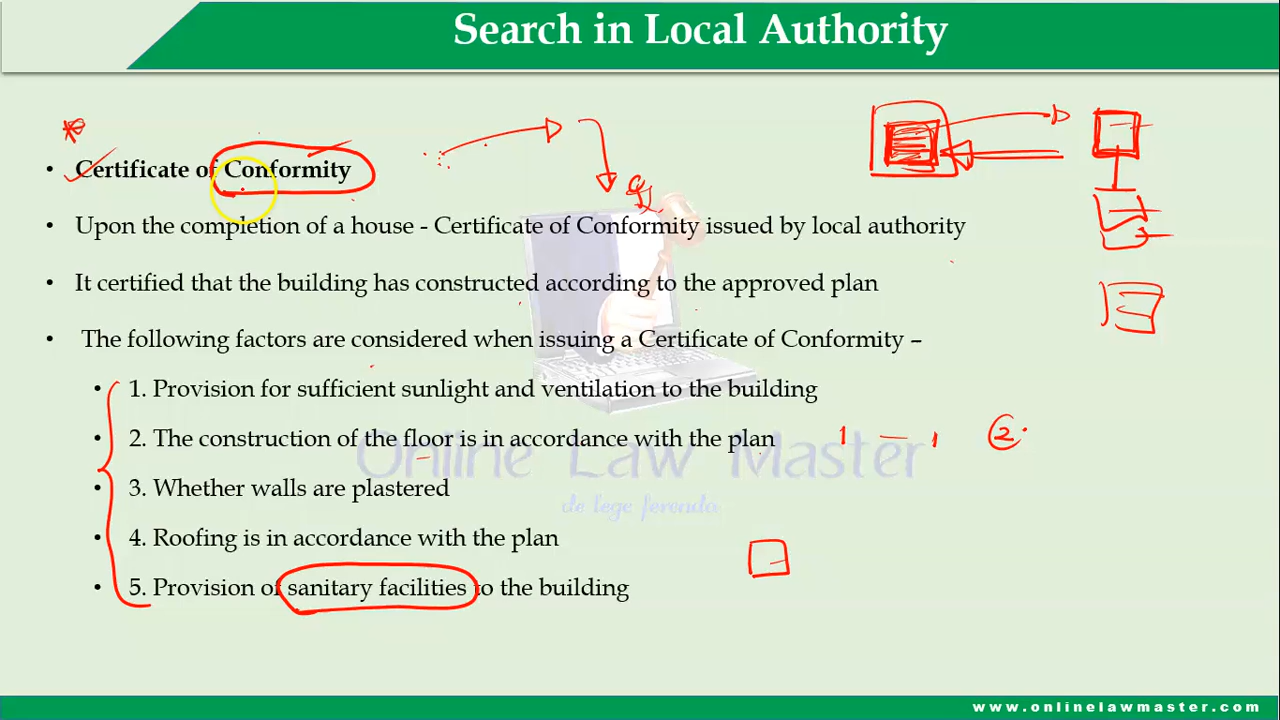 Search in Local Authority
• Certificate of Conformity
• Upon the completion of a house - Certificate of Conformity issued by local authority
• It certified that the building has constructed according to the approved plan
• The following factors are considered when issuing a Certificate of Conformity –
• 1. Provision for sufficient sunlight and ventilation to the building
• 2. The construction of the floor is in accordance with the plan 1 — 1 2
• 3. Whether walls are plastered
• 4. Roofing is in accordance with the plan
• 5. Provision of sanitary facilities to the building
Online Law Master
de lege ferenda
www.onlinelawmaster.com